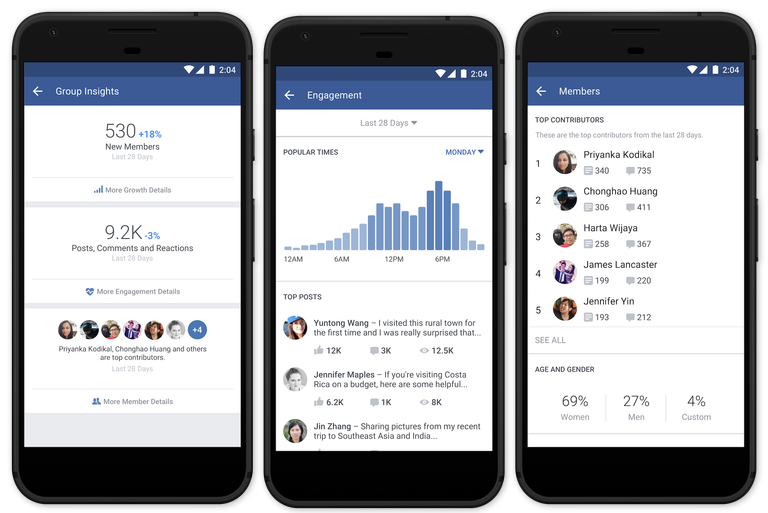 2:04
Group Insights
530 +18%
New Members
Last 28 Days
More Growth Details
9.2K -3%
Posts, Comments and Reactions
Last 28 Days
More Engagement Details
+4
Priyanka Kodikal, Chonghao Huang and others
are top contributors.
Last 28 Days
More Member Details
2:04
Engagement
Last 28 Days
POPULAR TIMES
MONDAY
12AM 6AM 12PM 6PM
TOP POSTS
Yuntong Wang – I visited this rural town for
the first time and I was really surprised that...
12K 3K 12.5K
Jennifer Maples – If you're visiting Costa
Rica on a budget, here are some helpful...
6.2K 1K 8K
Jin Zhang – Sharing pictures from my recent
trip to Southeast Asia and India...
2:04
Members
TOP CONTRIBUTORS
These are the top contributors from the last 28 days.
1 Priyanka Kodikal
340 735
2 Chonghao Huang
306 411
3 Harta Wijaya
258 367
4 James Lancaster
199 220
5 Jennifer Yin
193 212
SEE ALL
AGE AND GENDER
69% 27% 4%
Women Men Custom